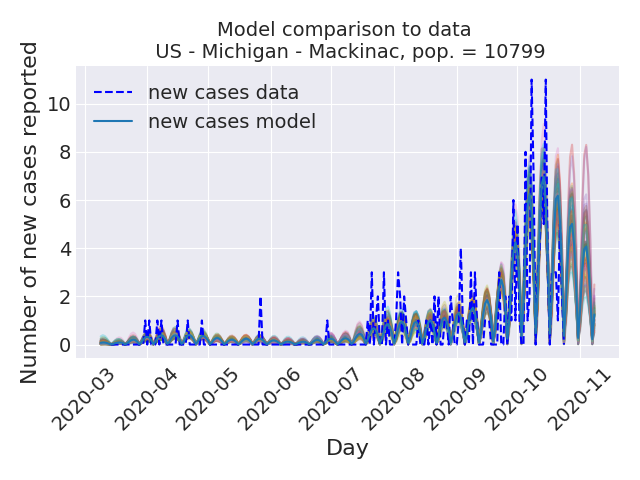 Model comparison to data
US - Michigan - Mackinac, pop. = 10799
Number of new cases reported
10
8
6
4
2
0
new cases data
new cases model
2020-03
2020-04
2020-05
2020-06
2020-07
2020-08
2020-09
2020-10
2020-11
Day